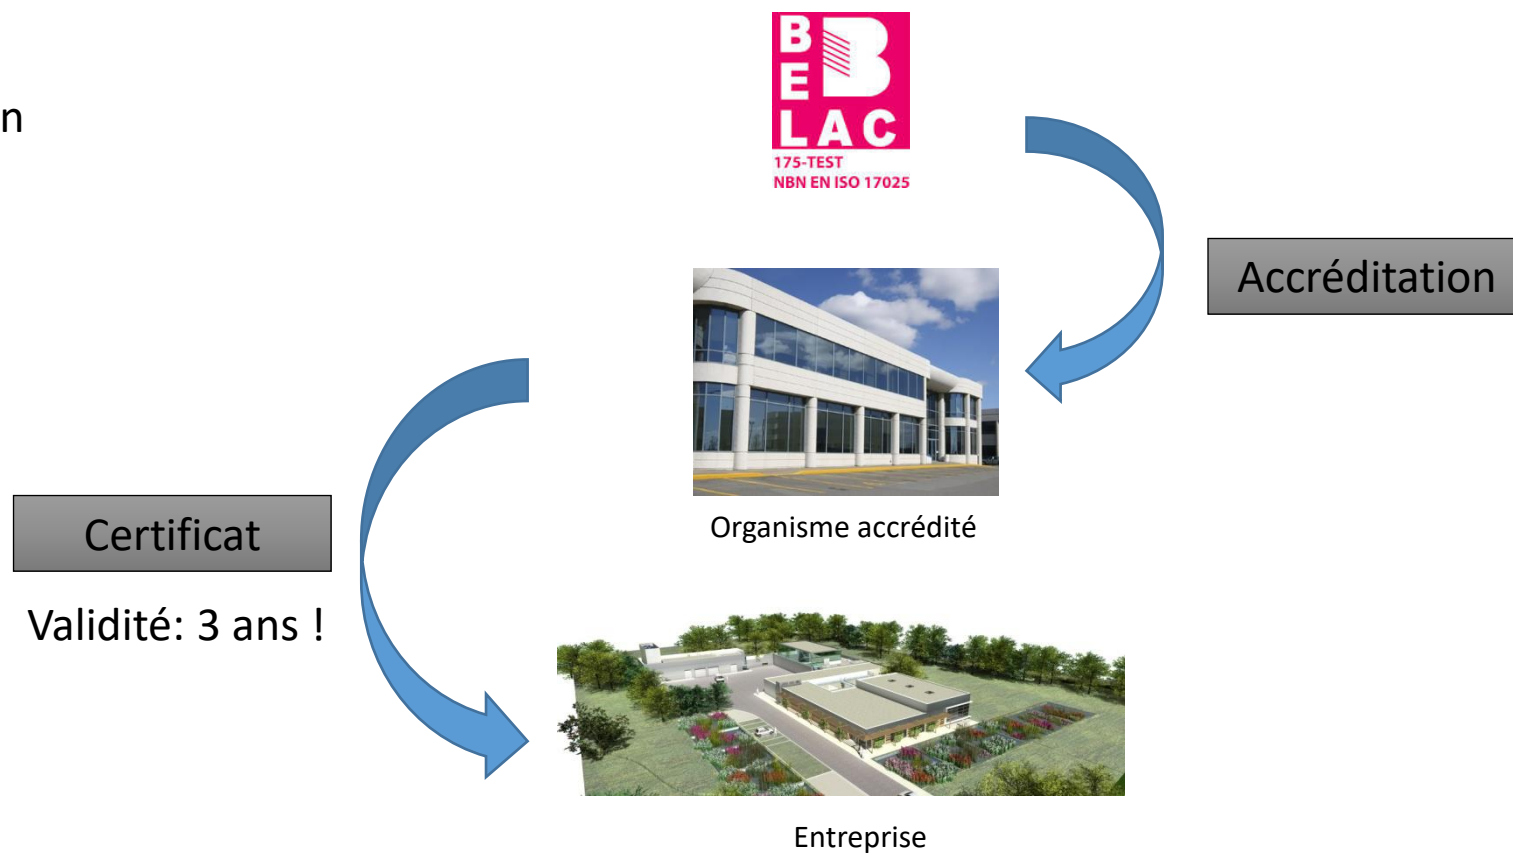 n
B
E
LAC
175-TEST
NBN EN ISO 17025
Accréditation
Organisme accrédité
Certificat
Validité: 3 ans !
Entreprise